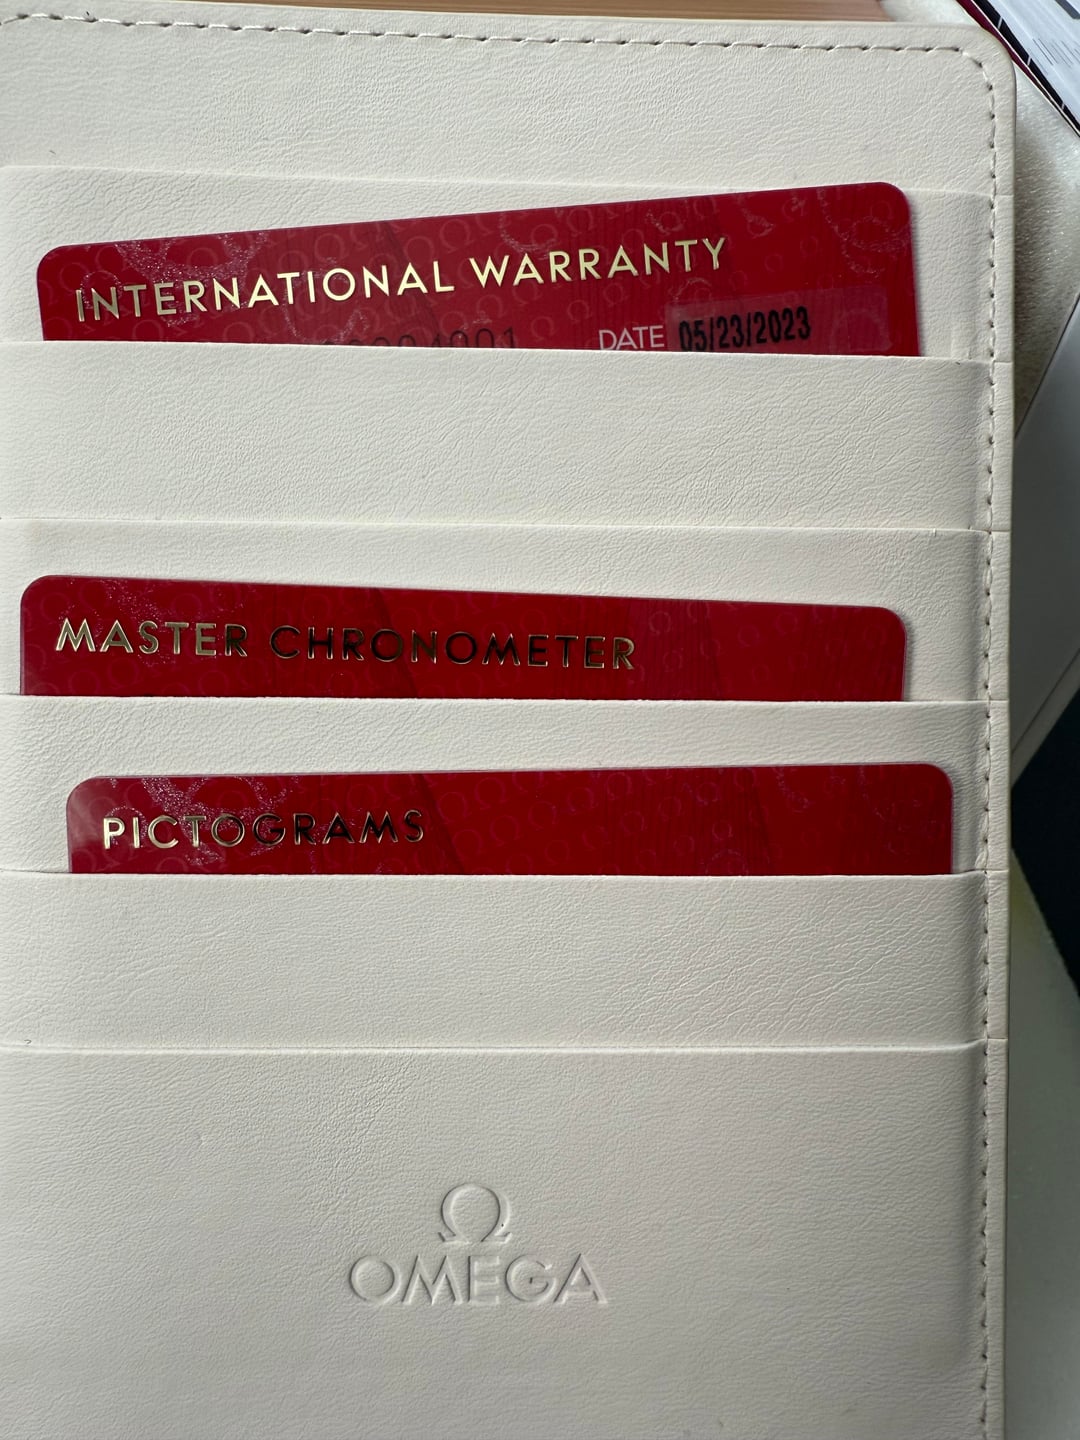 INTERNATIONAL WARRANTY
DATE 05/23/2023
MASTER CHRONOMETER
PICTOGRAMS
Ω
OMEGA